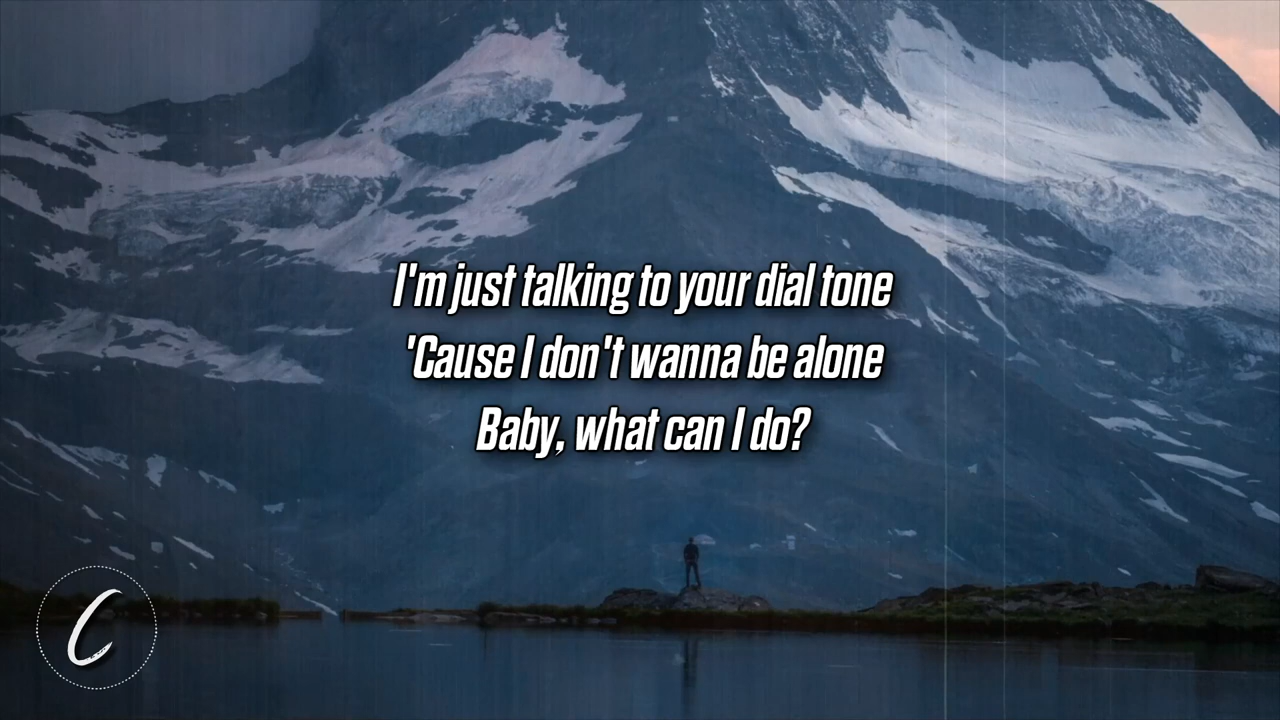 I'm just talking to your dial tone
'Cause I don't wanna be alone
Baby, what can I do?
C